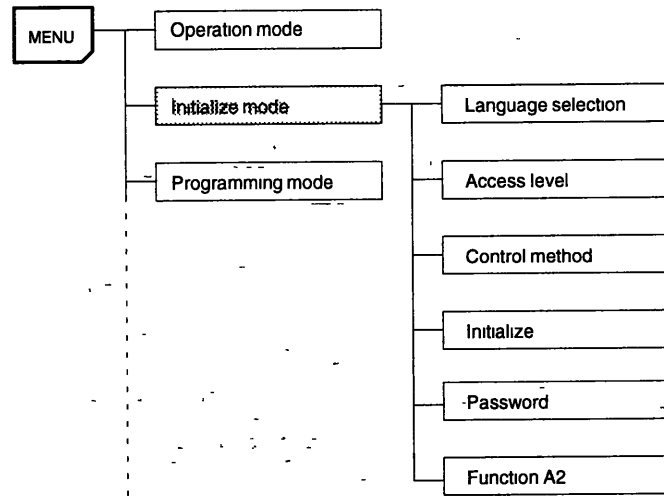 MENU
Operation mode
Initialize mode
Programming mode
Language selection
Access level
Control method
Initialize
Password
Function A2